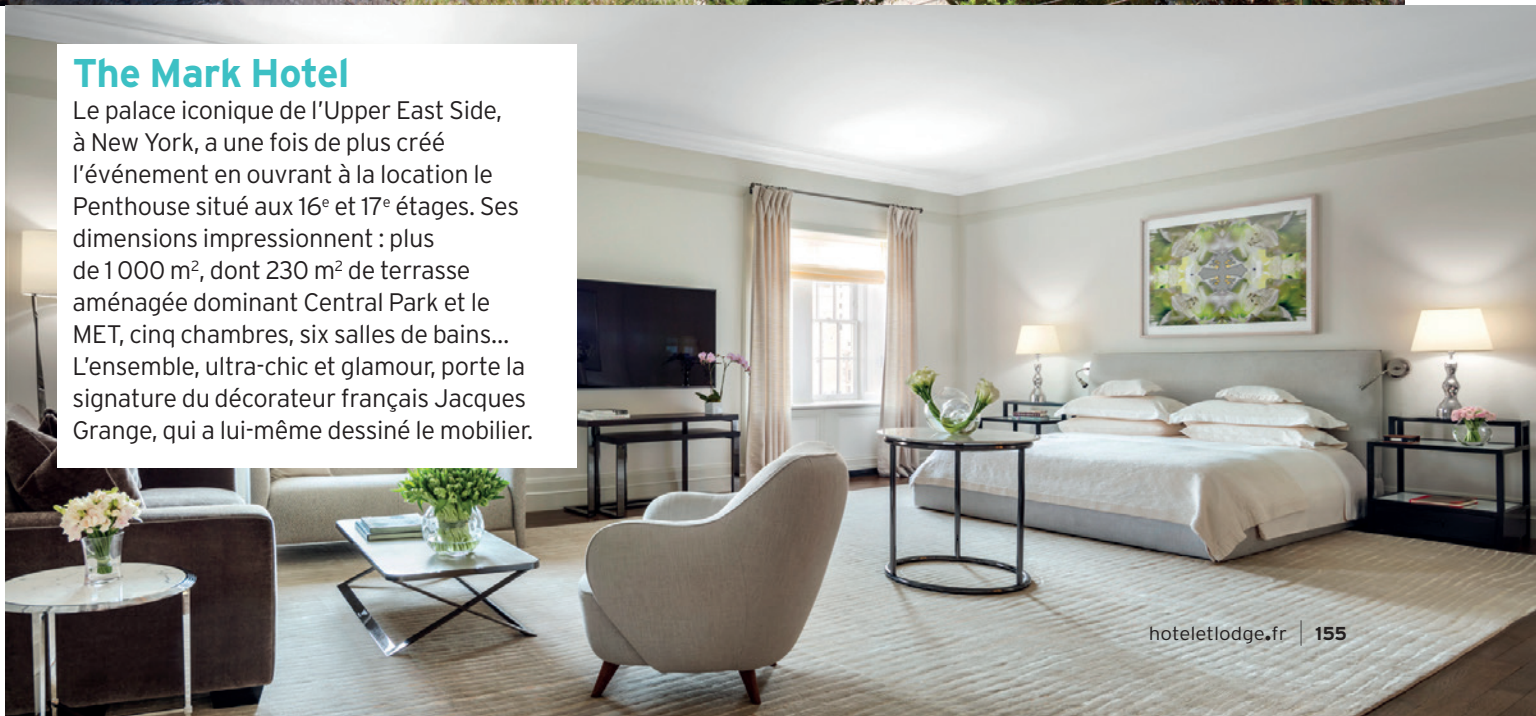 The Mark Hotel
Le palace iconique de l’Upper East Side,
à New York, a une fois de plus créé
l’événement en ouvrant à la location le
Penthouse situé aux 16e et 17e étages. Ses
dimensions impressionnent : plus
de 1 000 m², dont 230 m² de terrasse
aménagée dominant Central Park et le
MET, cinq chambres, six salles de bains...
L’ensemble, ultra-chic et glamour, porte la
signature du décorateur français Jacques
Grange, qui a lui-même dessiné le mobilier.
hoteletlodge.fr | 155